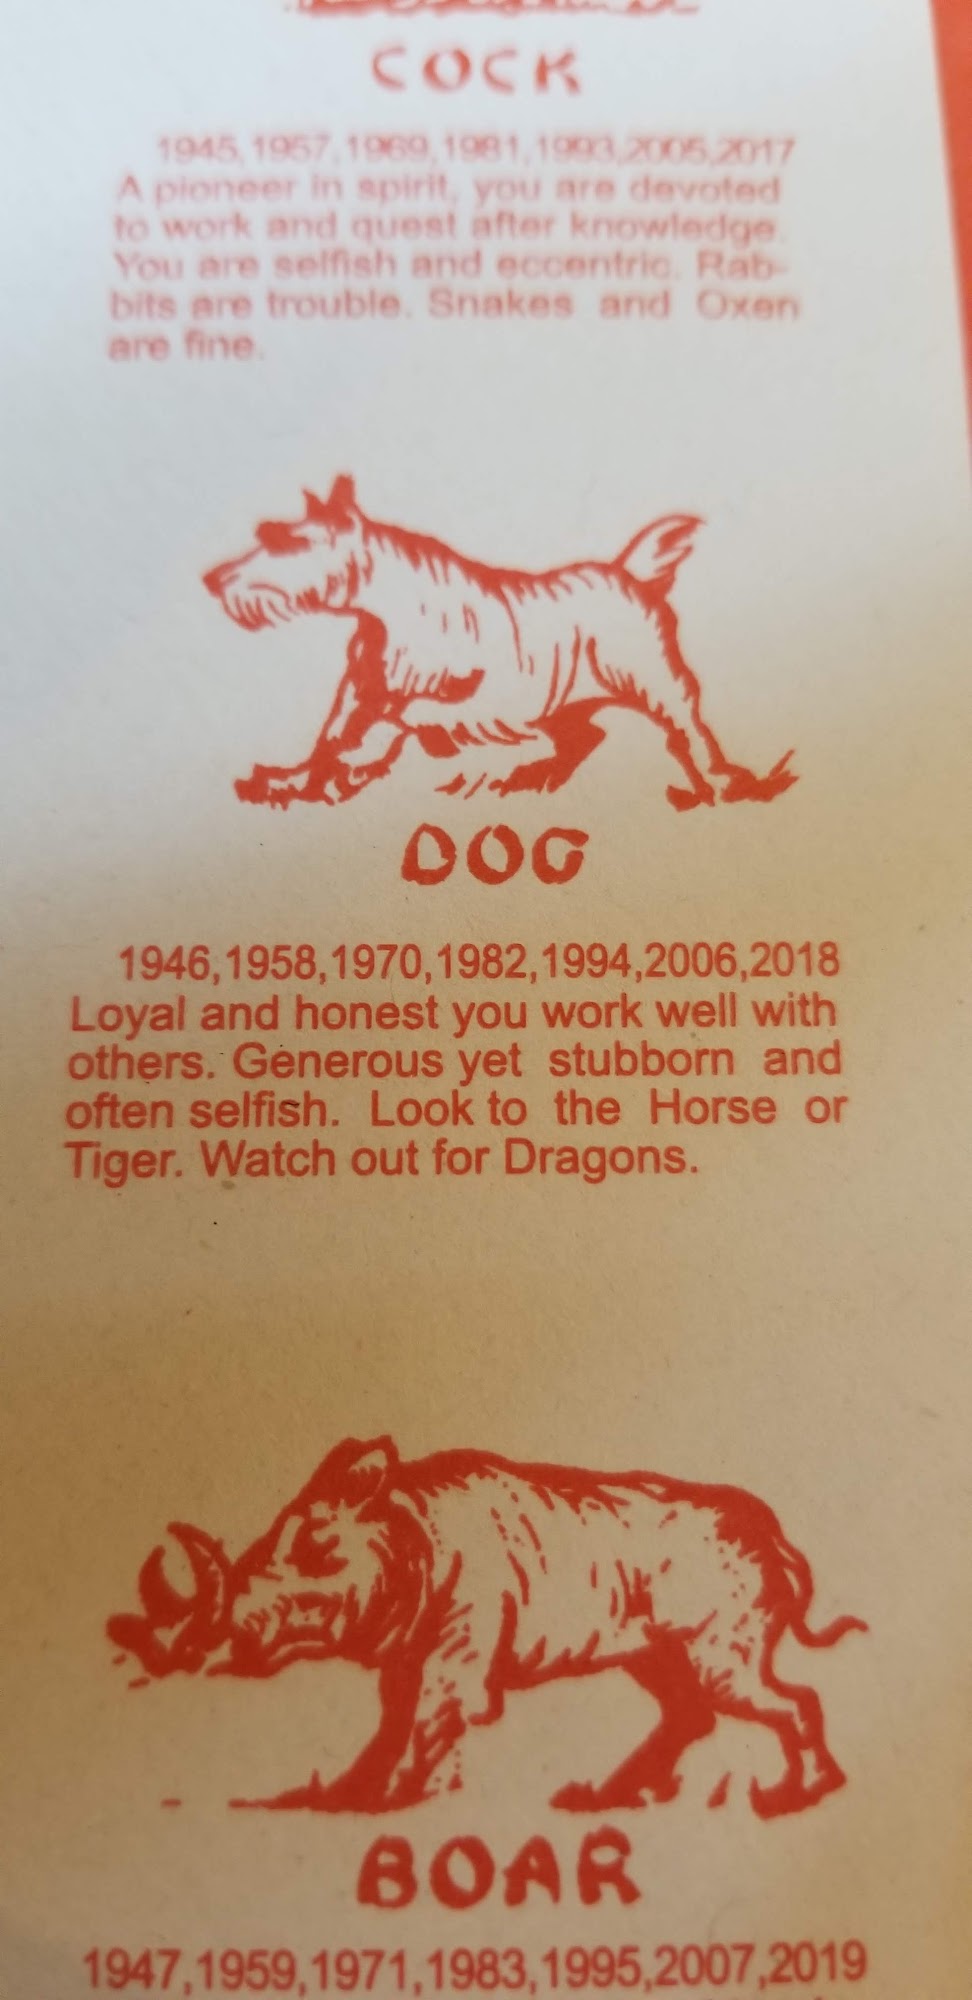 COCK
1945,1957,1969,1981,1993,2005,2017
A pioneer in spirit, you are devoted
to work and quest after knowledge.
You are selfish and eccentric. Rab-
bits are trouble. Snakes and Oxen
are fine.
DOG
1946,1958,1970,1982,1994,2006,2018
Loyal and honest you work well with
others. Generous yet stubborn and
often selfish. Look to the Horse or
Tiger. Watch out for Dragons.
BOAR
1947,1959,1971,1983,1995,2007,2019